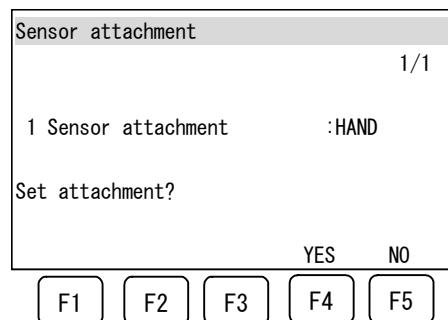 Sensor attachment
1/1
1 Sensor attachment :HAND
Set attachment?
YES NO
F1 F2 F3 F4 F5